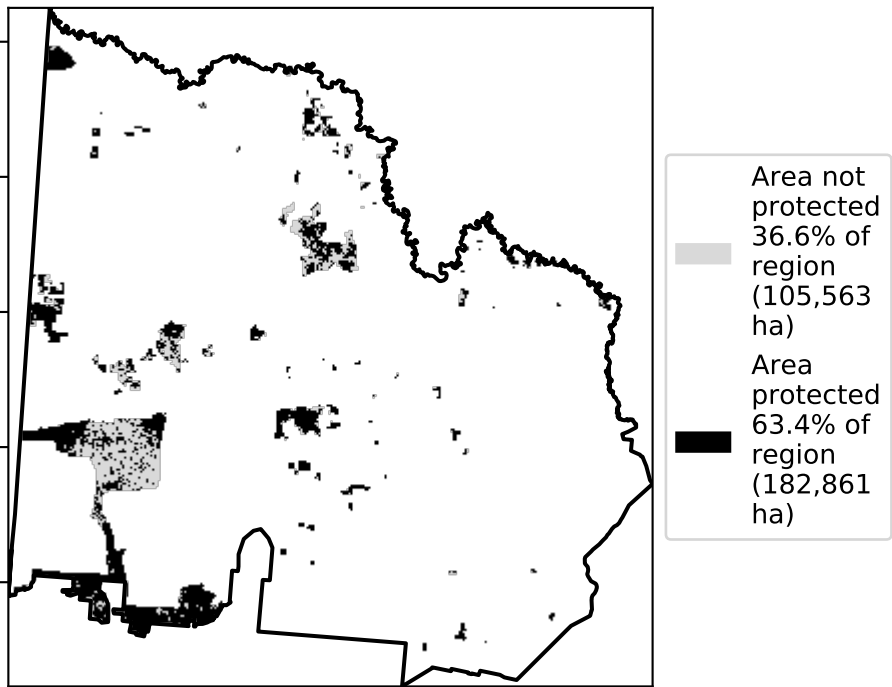 Area not
protected
36.6% of
region
(105,563
ha)
Area
protected
63.4% of
region
(182,861
ha)